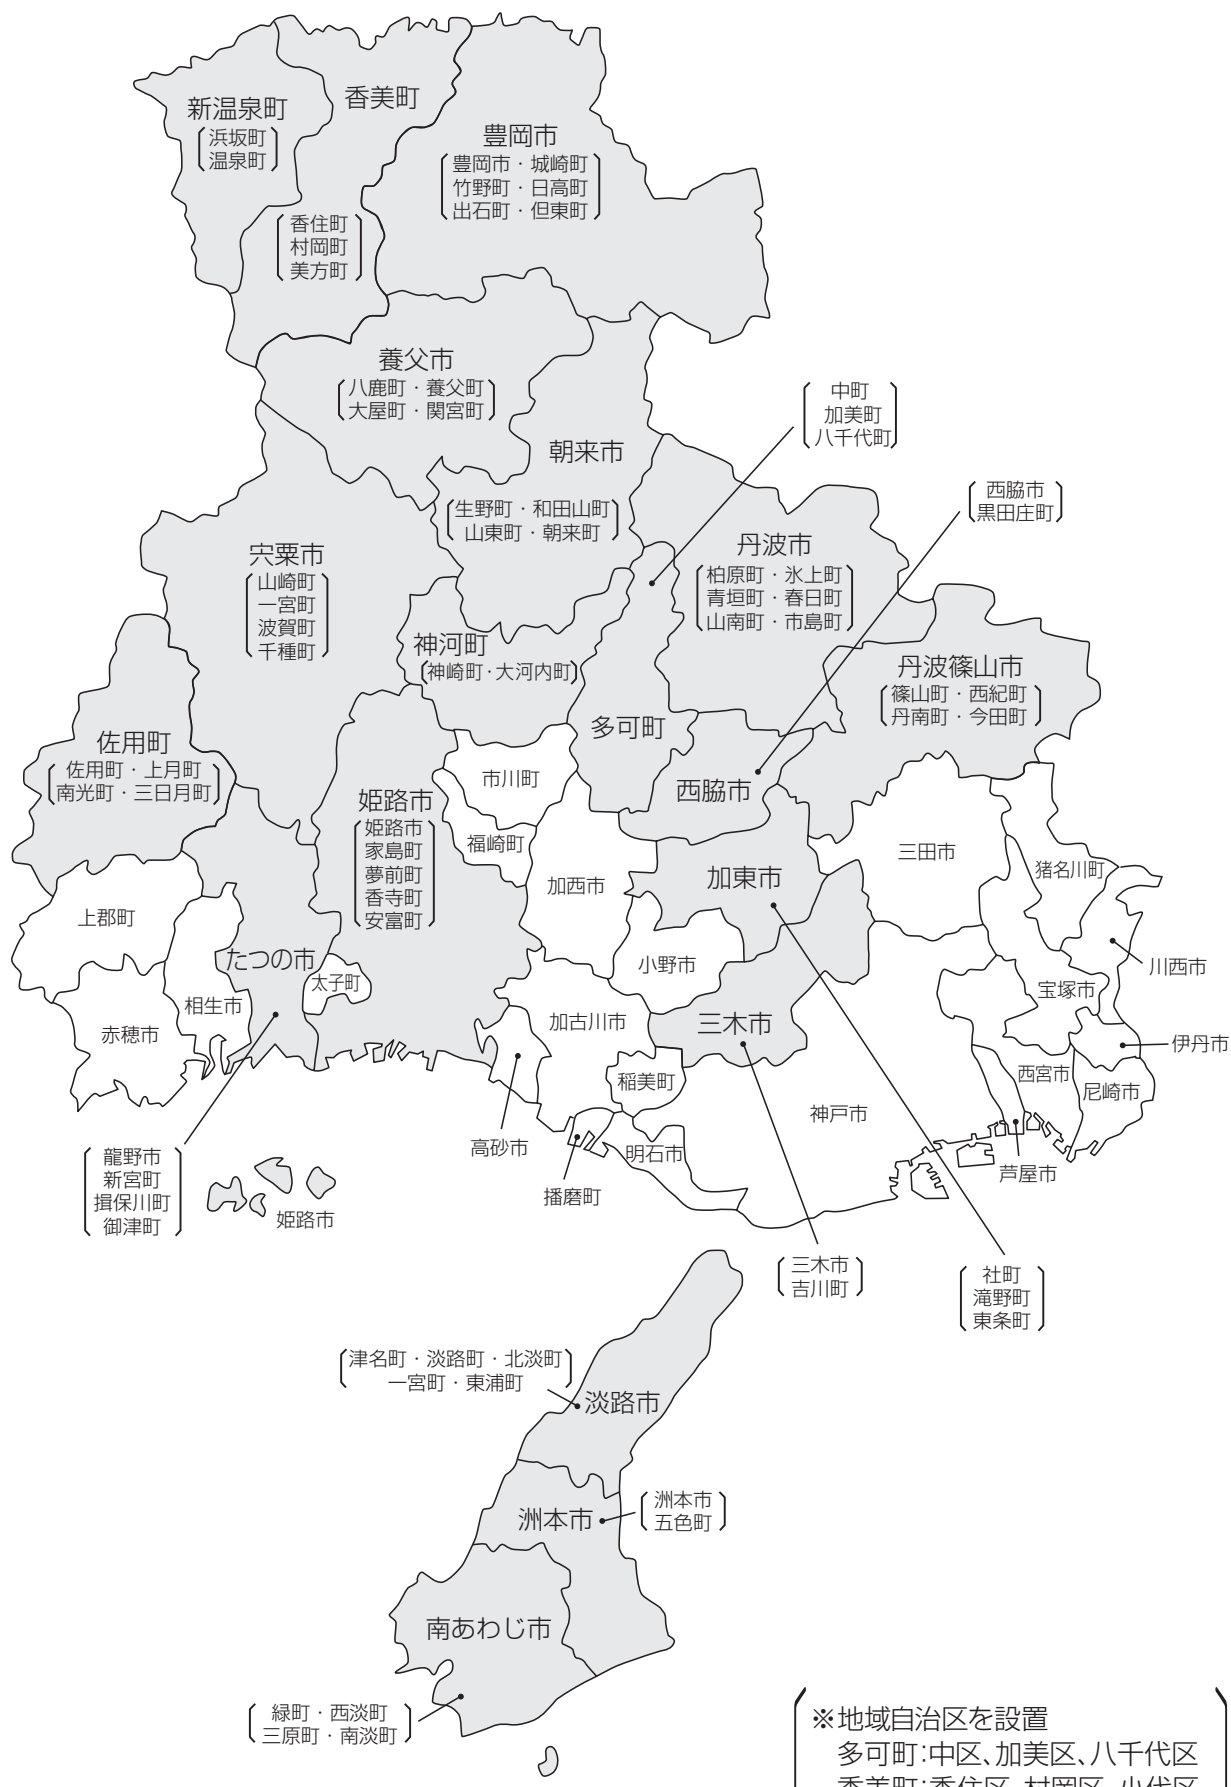 香美町
新温泉町
浜坂町
温泉町
豊岡市
豊岡市・城崎町
竹野町・日高町
出石町・但東町
香住町
村岡町
美方町
養父市
八鹿町・養父町
大屋町・関宮町
中町
加美町
八千代町
朝来市
生野町・和田山町
山東町・朝来町
西脇市
黒田庄町
宍粟市
山崎町
一宮町
波賀町
千種町
丹波市
柏原町・氷上町
青垣町・春日町
山南町・市島町
神河町
神崎町・大河内町
丹波篠山市
篠山町・西紀町
丹南町・今田町
多可町
佐用町
佐用町・上月町
南光町・三日月町
市川町
西脇市
姫路市
姫路市
家島町
夢前町
香寺町
安富町
福崎町
加西市
加東市
三田市
猪名川町
上郡町
たつの市
太子町
小野市
川西市
宝塚市
相生市
赤穂市
加古川市
三木市
伊丹市
稲美町
西宮市
尼崎市
神戸市
高砂市
明石市
芦屋市
播磨町
龍野市
新宮町
揖保川町
御津町
姫路市
三木市
吉川町
社町
滝野町
東条町
津名町・淡路町・北淡町
一宮町・東浦町
淡路市
洲本市
洲本市
五色町
南あわじ市
緑町・西淡町
三原町・南淡町
※地域自治区を設置
多可町:中区、加美区、八千代区
香美町:香住区、村岡区、小代区